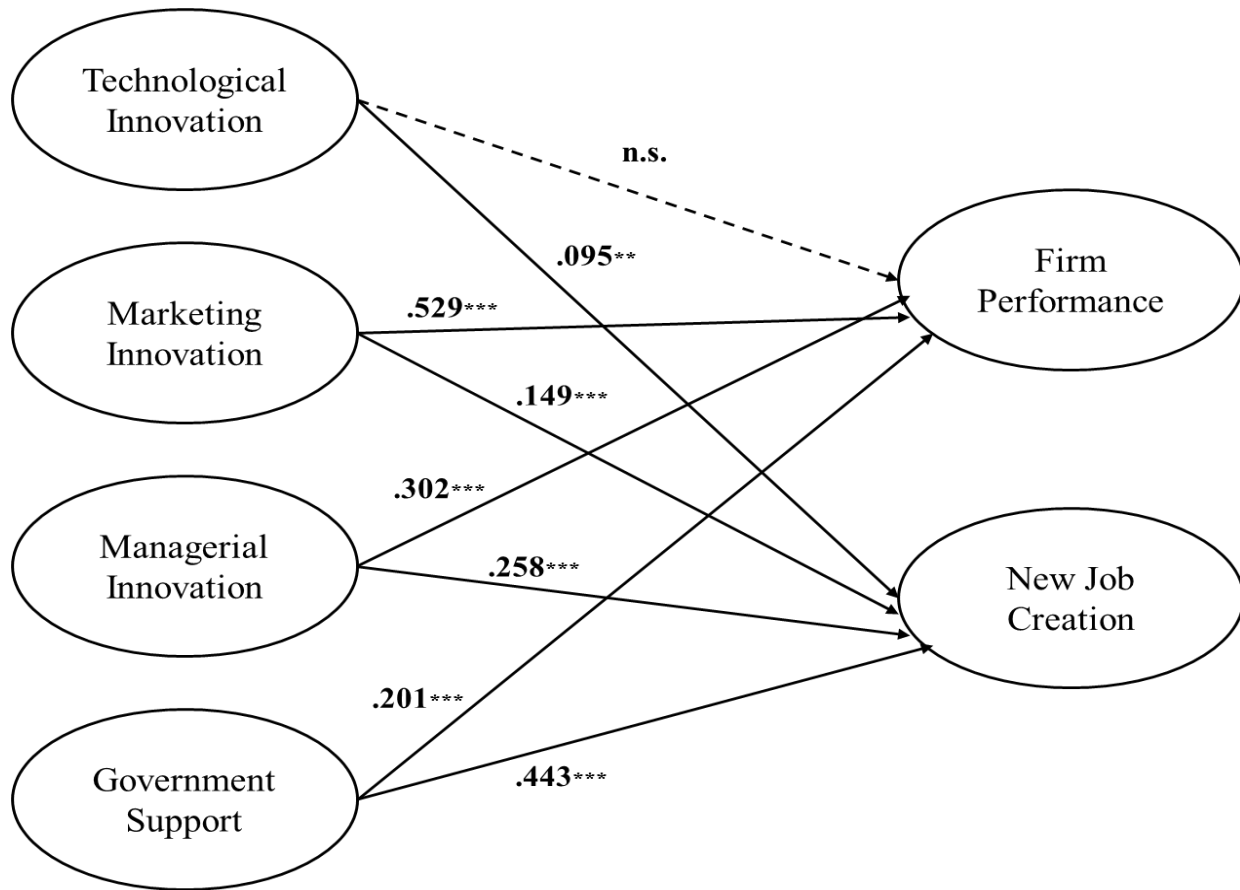 Technological
Innovation
n.s.
.095**
Firm
Performance
Marketing
Innovation
.529***
.149***
Managerial
Innovation
.302***
.258***
New Job
Creation
Government
Support
.201***
.443***